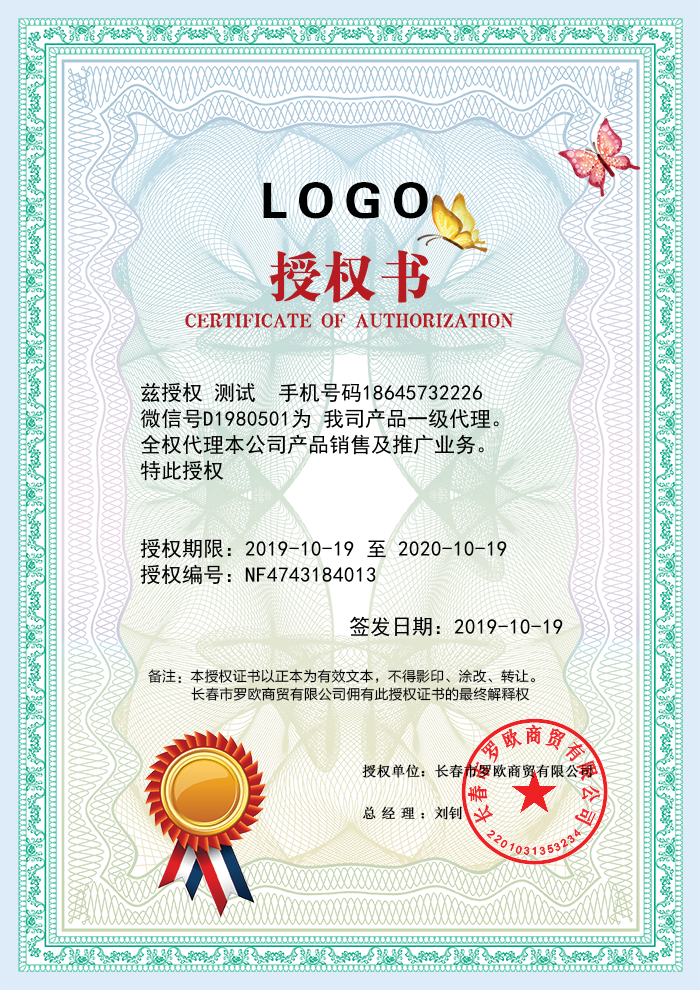 LOGO
授权书
CERTIFICATE OF AUTHORIZATION
兹授权 测试 手机号码18645732226
微信号D1980501为 我司产品一级代理。
全权代理本公司产品销售及推广业务。
特此授权
授权期限：2019-10-19 至 2020-10-19
授权编号：NF4743184013
签发日期：2019-10-19
备注：本授权证书以正本为有效文本，不得影印、涂改、转让。
长春市罗欧商贸有限公司拥有此授权证书的最终解释权
授权单位：长春市罗欧商贸有限公司
总 经 理 ：刘钊
长春市罗欧商贸有限公司
2201031353234